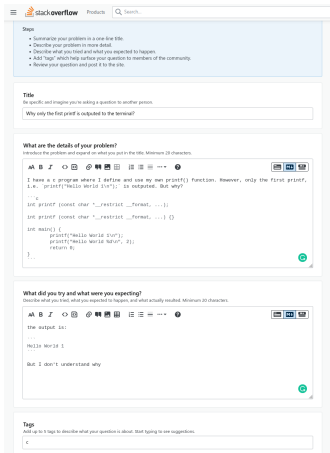 stackoverflow Products Search...
Steps
Summarize your problem in a one-line title.
Describe your problem in more detail.
Describe what you tried and what you expected to happen.
Add "tags" which help surface your question to members of the community.
Review your question and post it to the site.
Title
Be specific and imagine you're asking a question to another person.
Why only the first printf is outputed to the terminal?
What are the details of your problem?
Introduce the problem and expand on what you put in the title. Minimum 20 characters.
I have a c program where I define and use my own printf() function. However, only the first printf,
i.e. `printf("Hello World 1\n");` is outputed. But why?
```c
int printf (const char *__restrict __format, ...);
int printf (const char *__restrict __format, ...) {}
int main() {
printf("Hello World 1\n");
printf("Hello World %d\n", 2);
return 0;
}
```
What did you try and what were you expecting?
Describe what you tried, what you expected to happen, and what actually resulted. Minimum 20 characters.
the output is:
Hello World 1
But I don't understand why
Tags
Add up to 5 tags to describe what your question is about. Start typing to see suggestions.
c